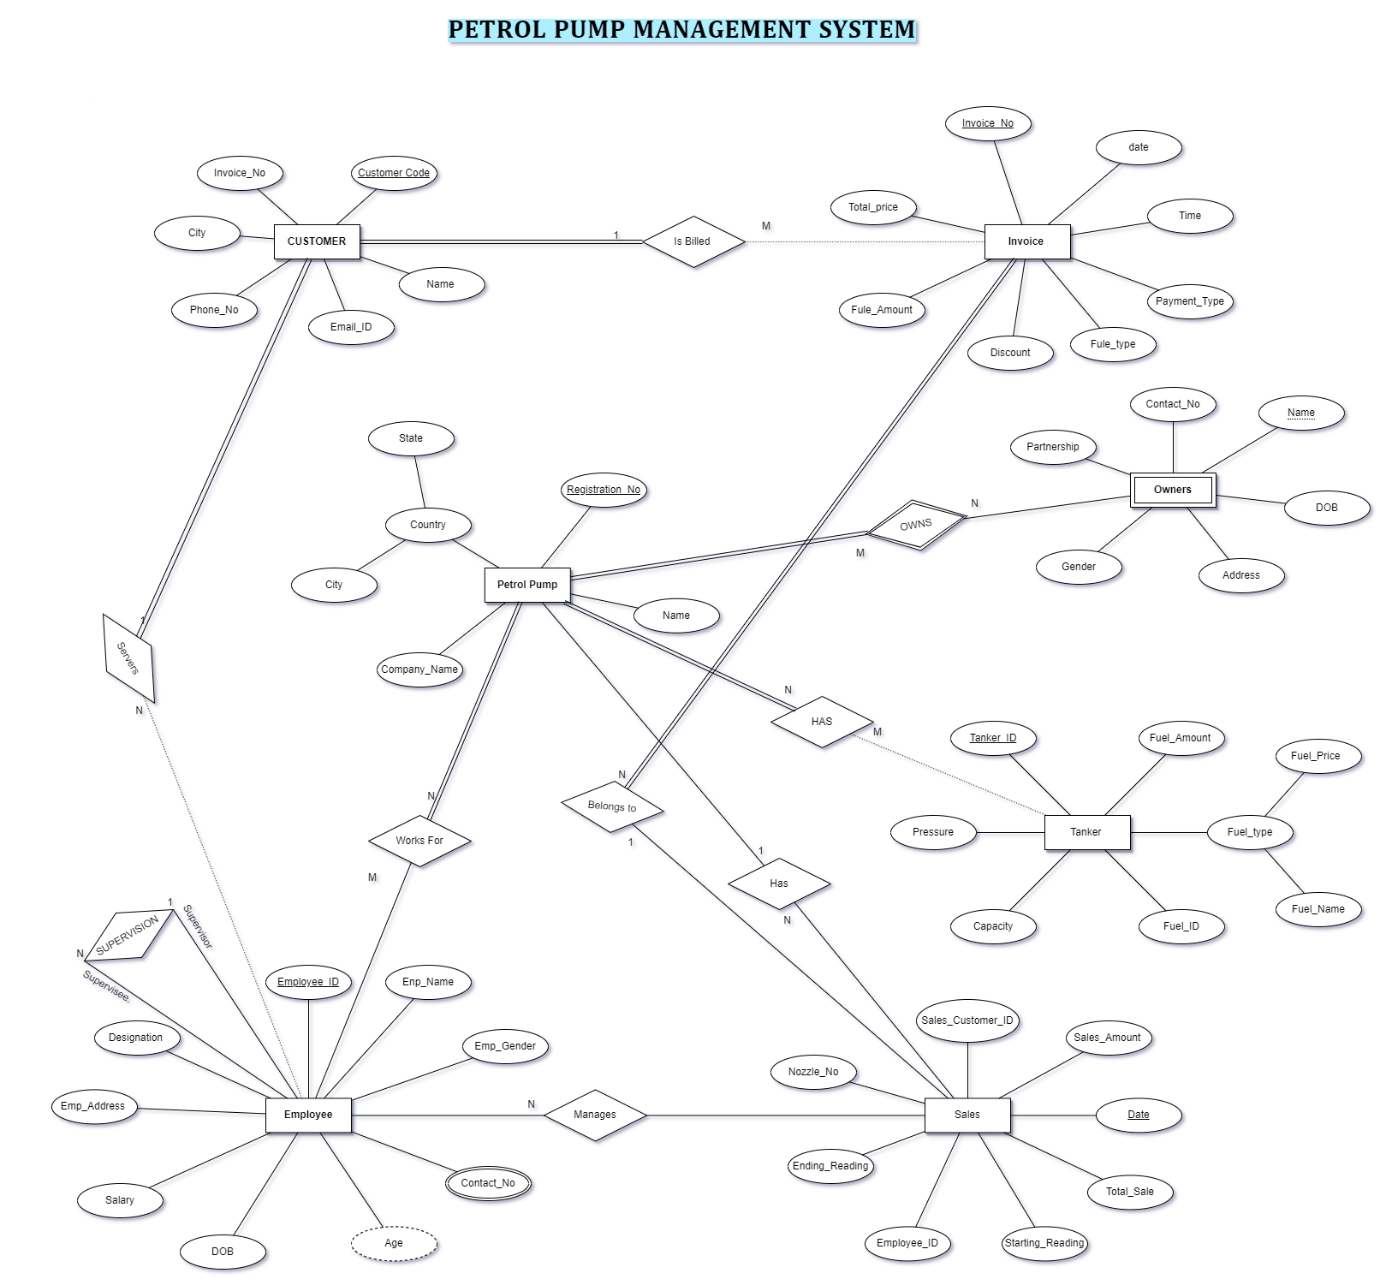 PETROL PUMP MANAGEMENT SYSTEM
Invoice_No
date
Invoice_No
Customer Code
Total_price
Time
City
CUSTOMER
1
Is Billed
M
Invoice
Name
Phone_No
Email_ID
Fule_Amount
Payment_Type
Discount
Fule_type
Contact_No
Name
State
Partnership
Registration_No
Owners
Country
OWNS
N
DOB
M
City
Petrol Pump
Gender
Address
Name
1
Servers
Company_Name
N
N
HAS
M
Tanker_ID
Fuel_Amount
Fuel_Price
N
Belongs to
N
Works For
1
1
Pressure
Tanker
Fuel_type
M
Has
N
Capacity
Fuel_ID
Fuel_Name
1
SUPERVISION
Supervisor
N
Supervisee.
Employee_ID
Enp_Name
Designation
Emp_Gender
Sales_Customer_ID
Sales_Amount
Nozzle_No
Emp_Address
Employee
N
Manages
Sales
Date
Ending_Reading
Contact_No
Total_Sale
Salary
DOB
Age
Employee_ID
Starting_Reading